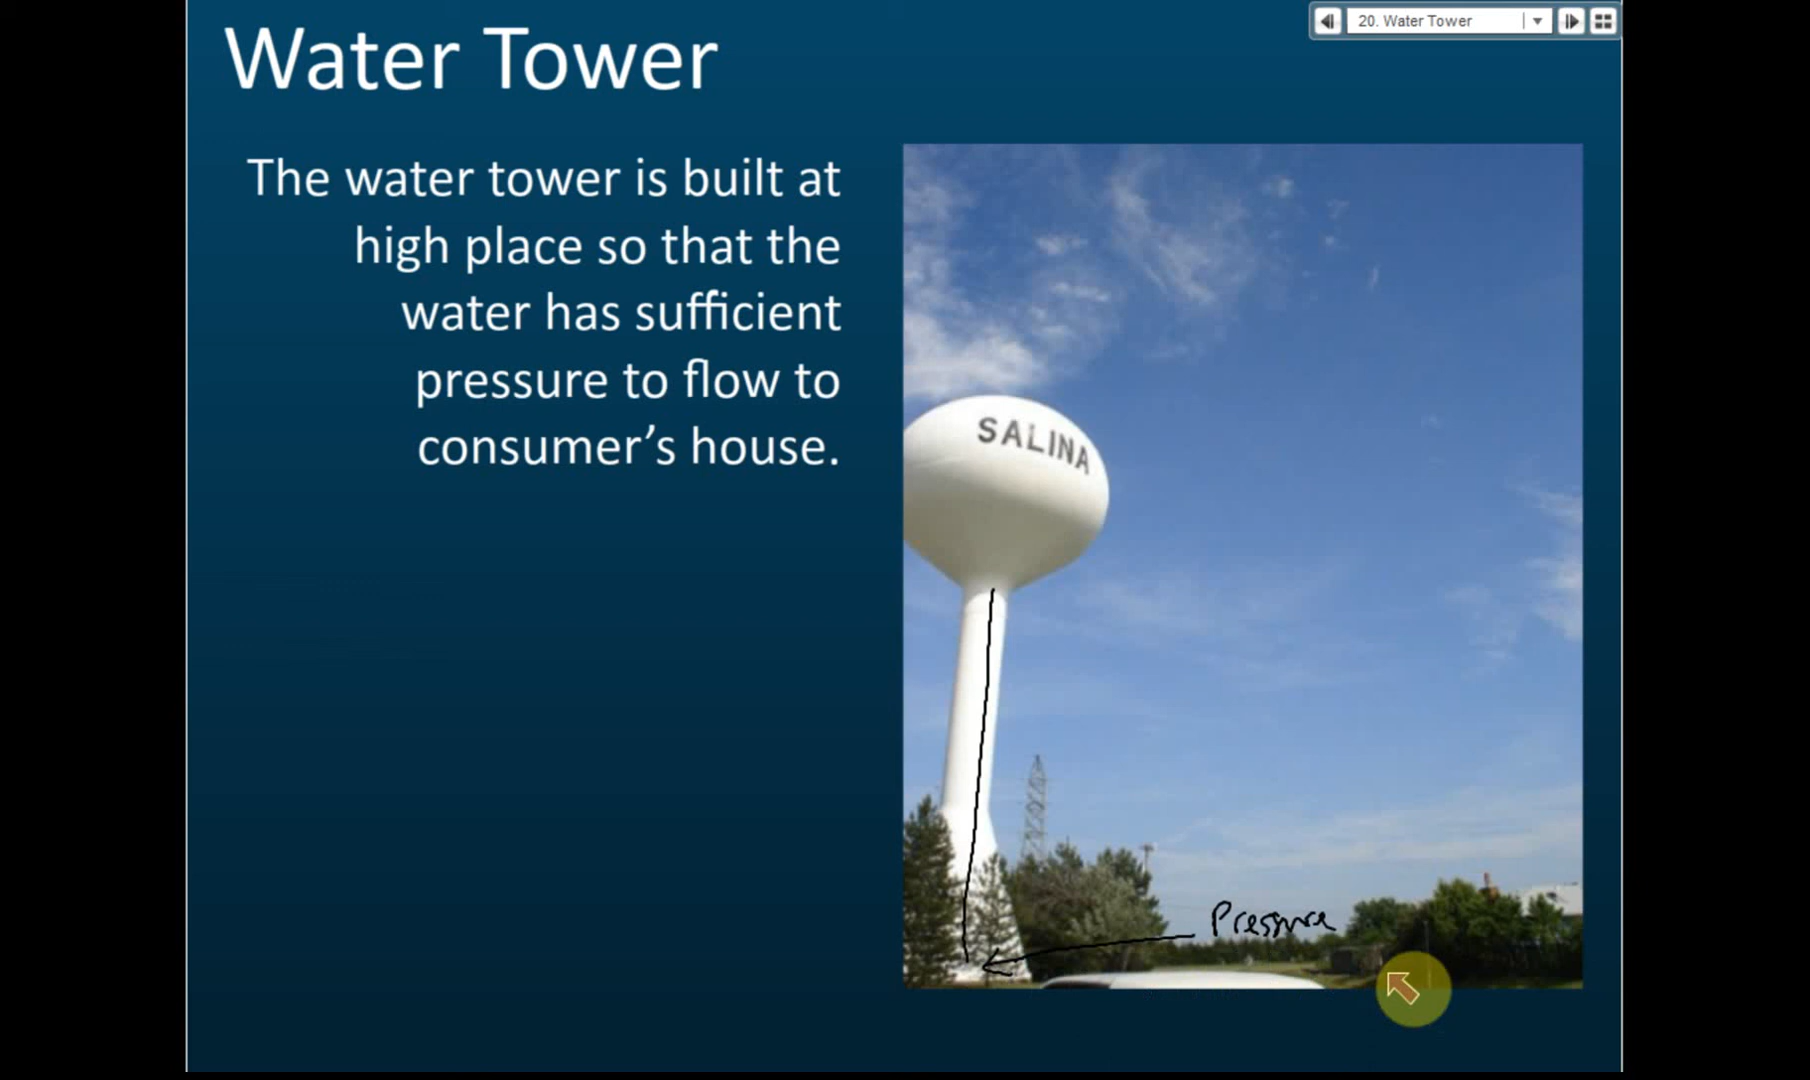 Water Tower
20. Water Tower
The water tower is built at
high place so that the
water has sufficient
pressure to flow to
consumer’s house.
SALINA
Pressure